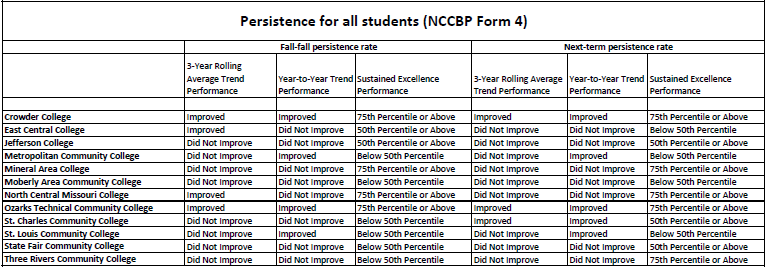 Persistence for all students (NCCBP Form 4)
Fall-fall persistence rate Next-term persistence rate
3-Year Rolling Average Trend Performance Year-to-Year Trend Performance Sustained Excellence Performance 3-Year Rolling Average Trend Performance Year-to-Year Trend Performance Sustained Excellence Performance
Crowder College Improved Improved 75th Percentile or Above Improved Improved 75th Percentile or Above
East Central College Improved Did Not Improve 50th Percentile or Above Did Not Improve Did Not Improve Below 50th Percentile
Jefferson College Did Not Improve Did Not Improve 50th Percentile or Above Did Not Improve Did Not Improve 50th Percentile or Above
Metropolitan Community College Did Not Improve Improved Below 50th Percentile Did Not Improve Improved Below 50th Percentile
Mineral Area College Did Not Improve Did Not Improve 75th Percentile or Above Did Not Improve Did Not Improve 75th Percentile or Above
Moberly Area Community College Did Not Improve Did Not Improve Below 50th Percentile Did Not Improve Did Not Improve Below 50th Percentile
North Central Missouri College Improved Did Not Improve 75th Percentile or Above Did Not Improve Did Not Improve 75th Percentile or Above
Ozarks Technical Community College Improved Improved 75th Percentile or Above Improved Improved 75th Percentile or Above
St. Charles Community College Did Not Improve Did Not Improve Below 50th Percentile Improved Improved 50th Percentile or Above
St. Louis Community College Did Not Improve Improved Below 50th Percentile Did Not Improve Improved Below 50th Percentile
State Fair Community College Did Not Improve Did Not Improve Below 50th Percentile Did Not Improve Did Not Improve 50th Percentile or Above
Three Rivers Community College Did Not Improve Did Not Improve Below 50th Percentile Did Not Improve Did Not Improve 75th Percentile or Above